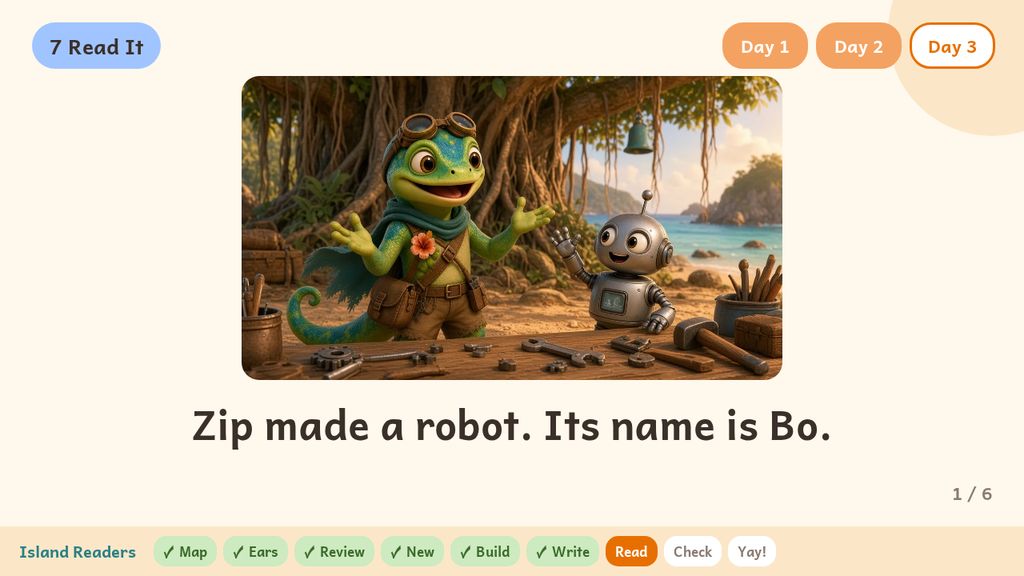 7 Read It
Day 1
Day 2
Day 3
Zip made a robot. Its name is Bo.
1 / 6
Island Readers
✓ Map
✓ Ears
✓ Review
✓ New
✓ Build
✓ Write
Read
Check
Yay!